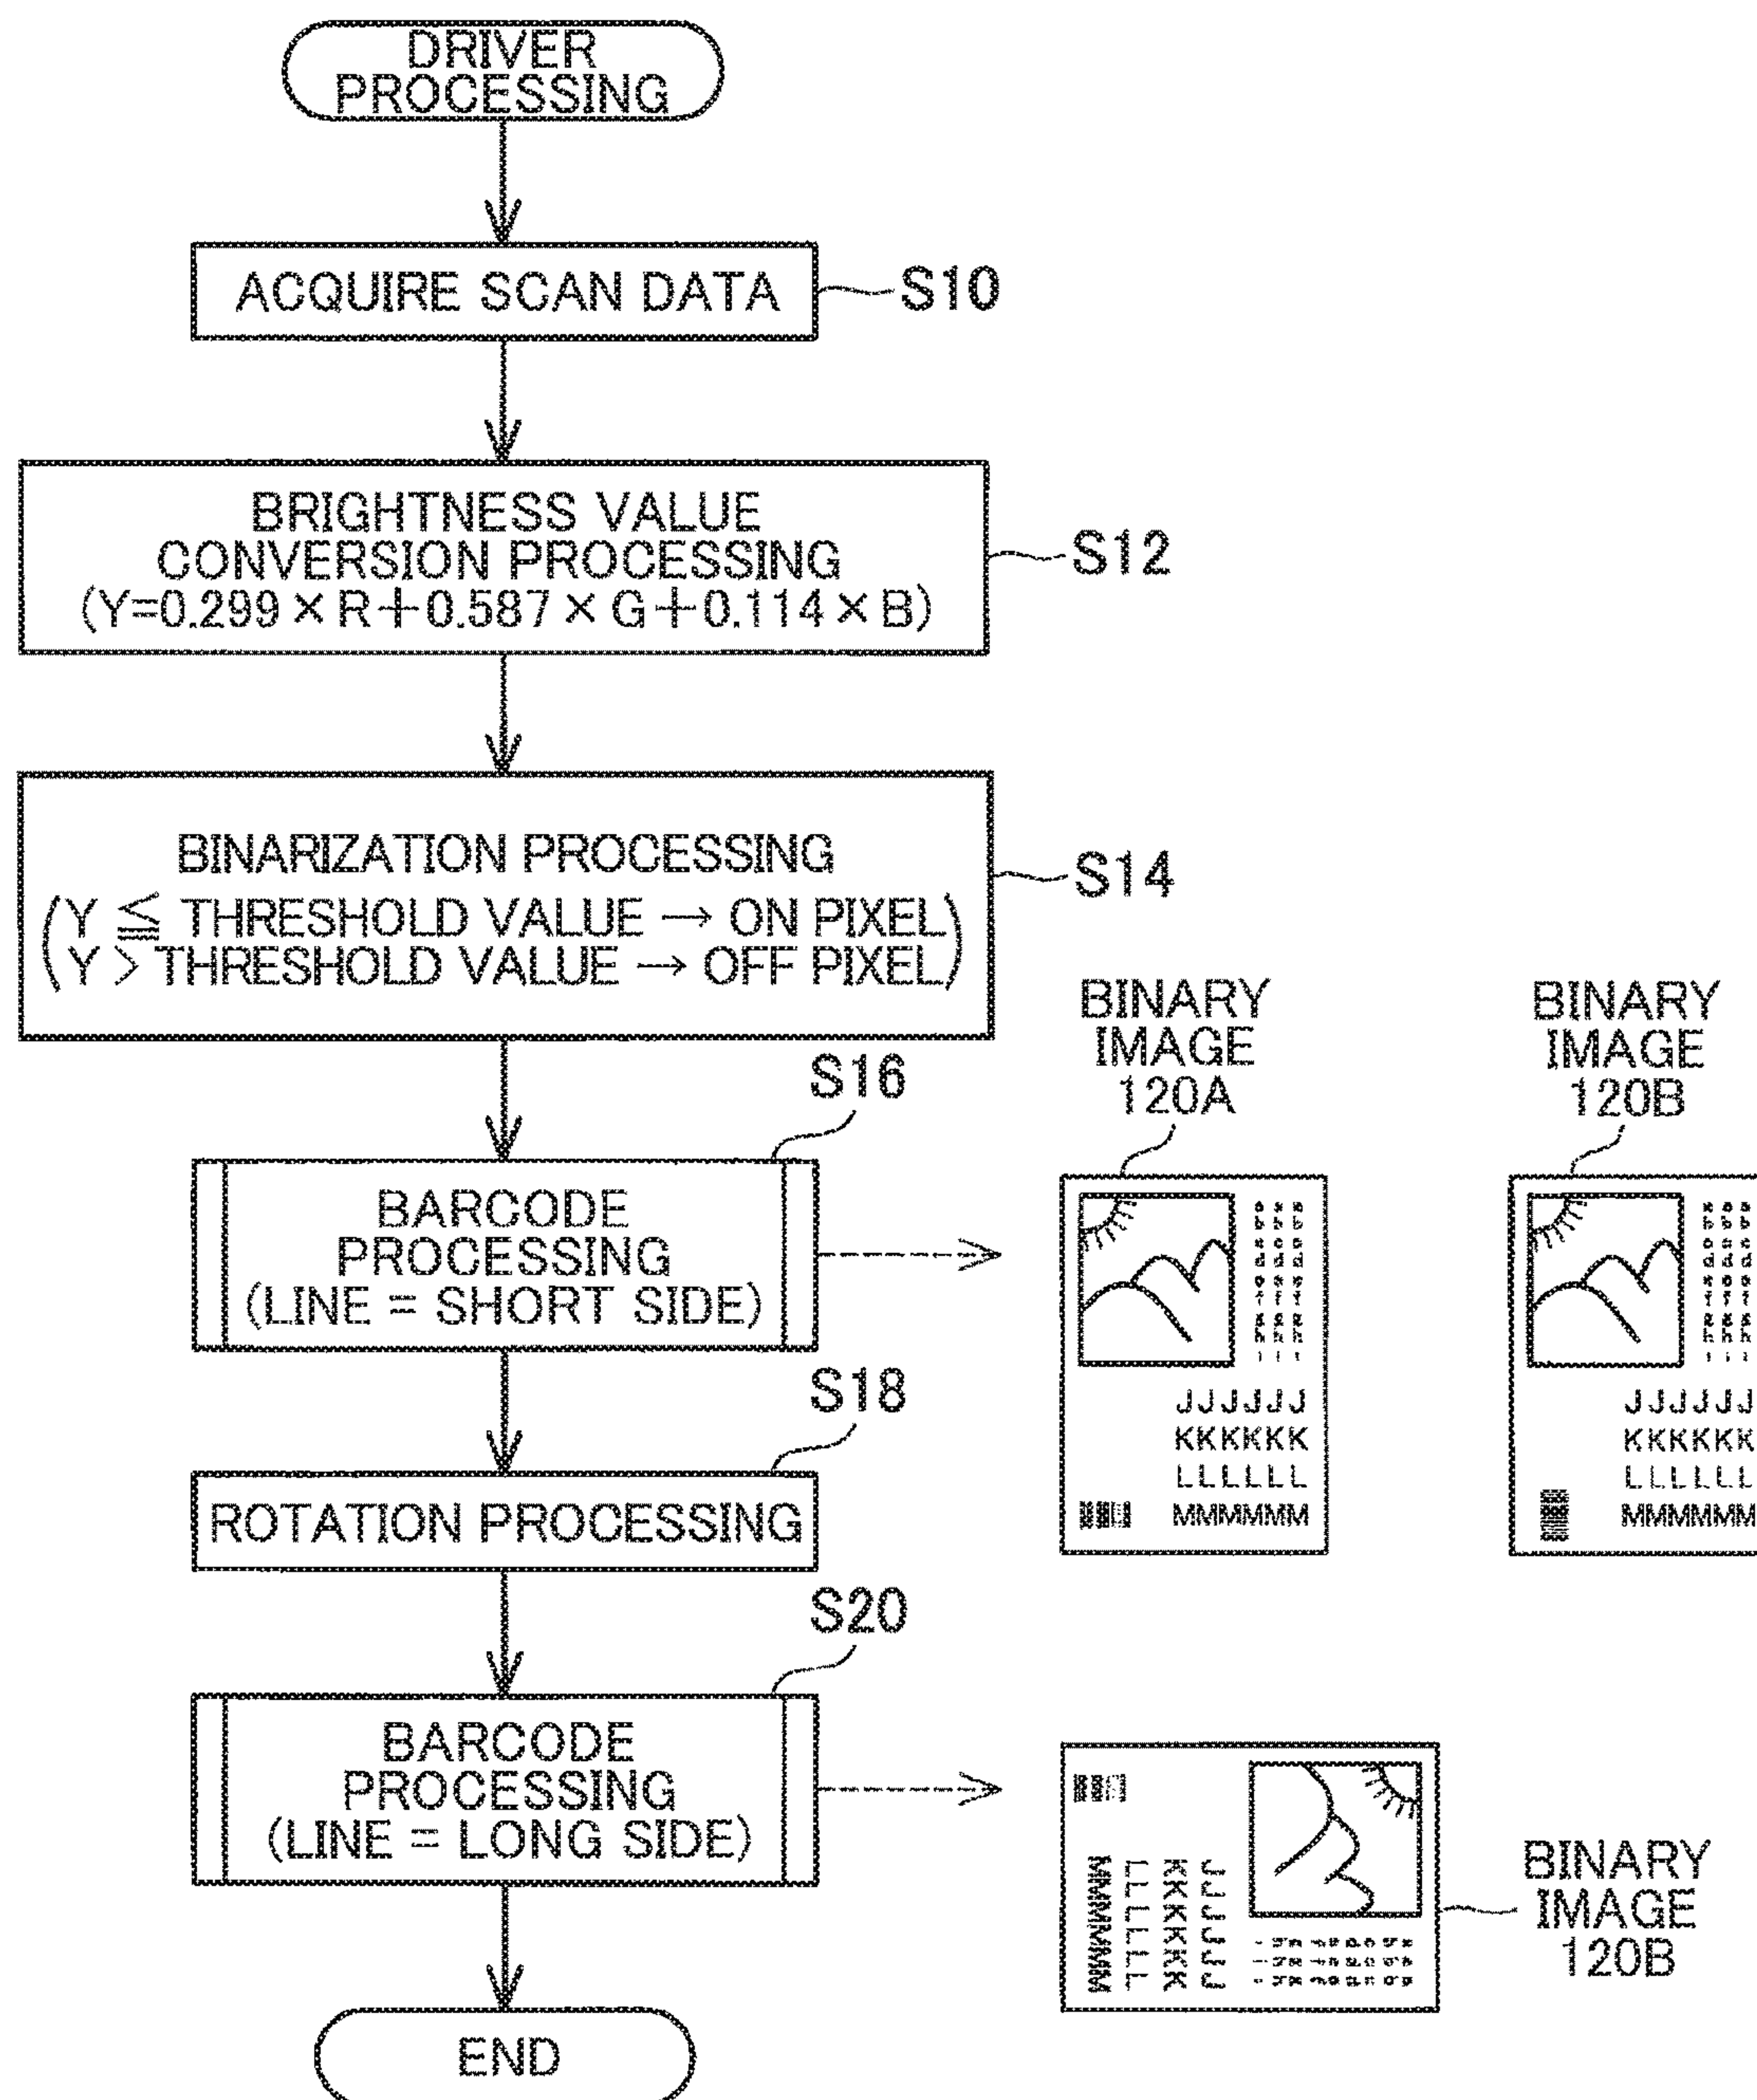 DRIVER
PROCESSING
ACQUIRE SCAN DATA
S10
BRIGHTNESS VALUE
CONVERSION PROCESSING
(Y=0.299 × R+0.587 × G+0.114 × B)
S12
BINARIZATION PROCESSING
(Y ≦ THRESHOLD VALUE → ON PIXEL
Y > THRESHOLD VALUE → OFF PIXEL)
S14
S16
BARCODE
PROCESSING
(LINE = SHORT SIDE)
BINARY
IMAGE
120A
JJJJJJ
KKKKKK
LLLLLL
MMMMMM
BINARY
IMAGE
120B
JJJJJJ
KKKKKK
LLLLLL
MMMMMM
S18
ROTATION PROCESSING
S20
BARCODE
PROCESSING
(LINE = LONG SIDE)
MMMMMM
LLLLLL
KKKKKK
JJJJJJ
BINARY
IMAGE
120B
END